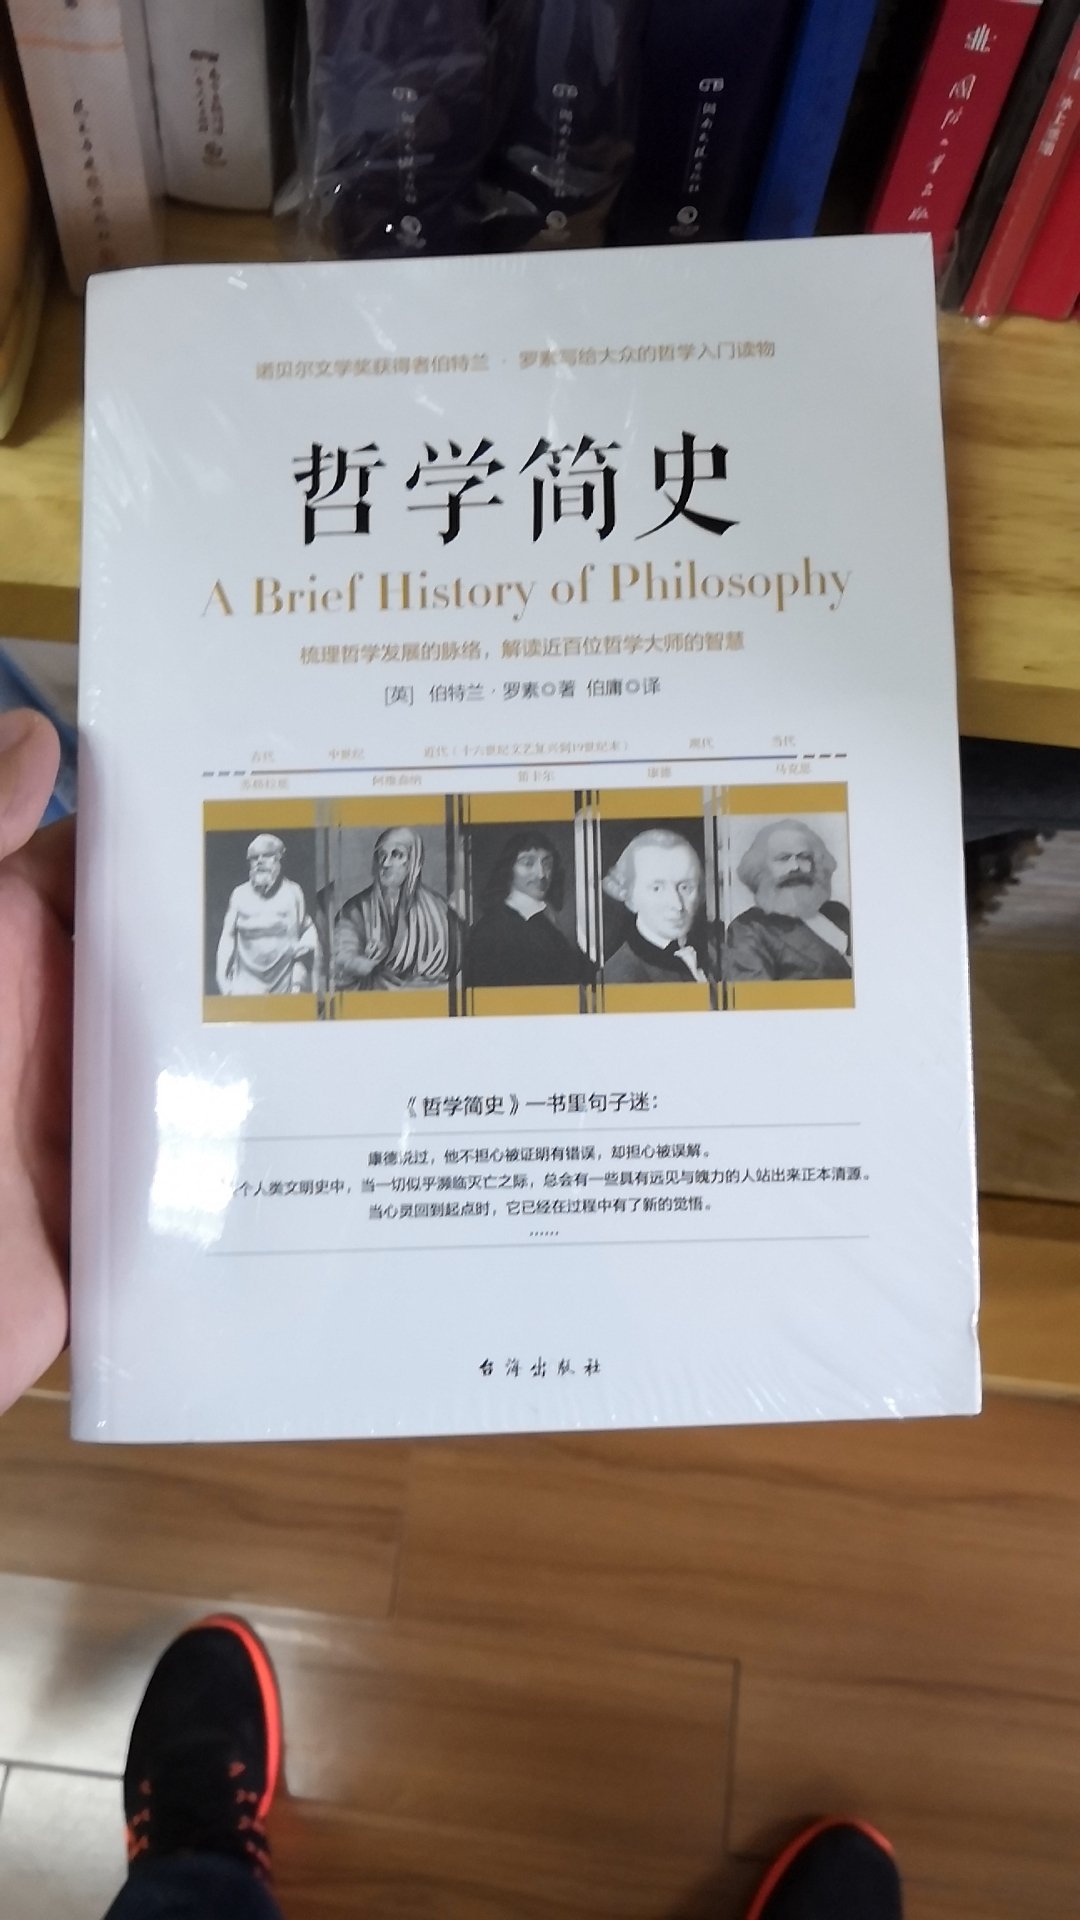 国防大学出版
诺贝尔文学奖获得者伯特兰·罗素写给大众的哲学入门读物
哲学简史
A Brief History of Philosophy
梳理哲学发展的脉络，解读近百位哲学大师的智慧
[英] 伯特兰·罗素◎著 伯庸◎译
古代 中世纪 近代（十六世纪文艺复兴到19世纪末） 现代 当代
苏格拉底 阿维森纳 笛卡尔 康德 马克思
《哲学简史》一书里句子迷：
康德说过，他不担心被证明有错误，却担心被误解。
个人类文明史中，当一切似乎濒临灭亡之际，总会有一些具有远见与魄力的人站出来正本清源。
当心灵回到起点时，它已经在过程中有了新的觉悟。
……
台海出版社